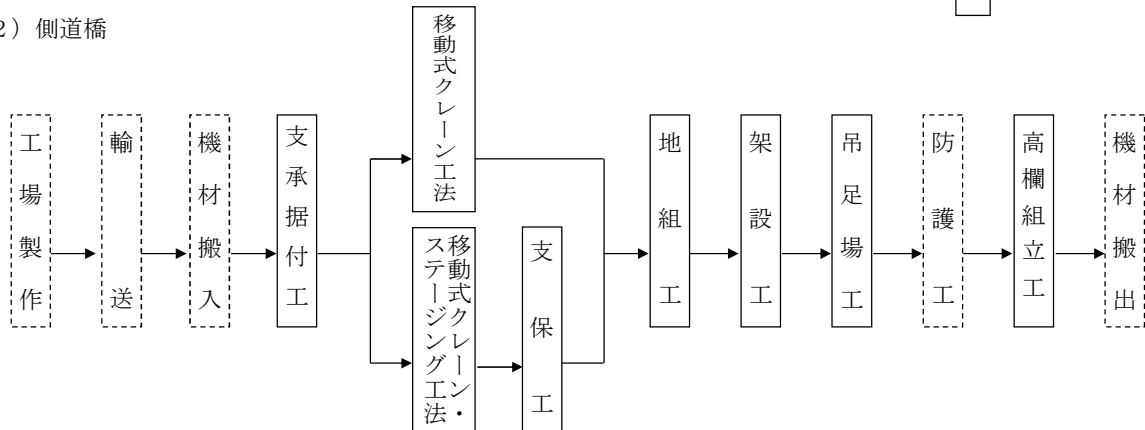 2）側道橋
工場製作
輸送
機材搬入
支承据付工
移動式クレーン工法
移動式クレーン・
ステージング工法
支保工
地組工
架設工
吊足場工
防護工
高欄組立工
機材搬出